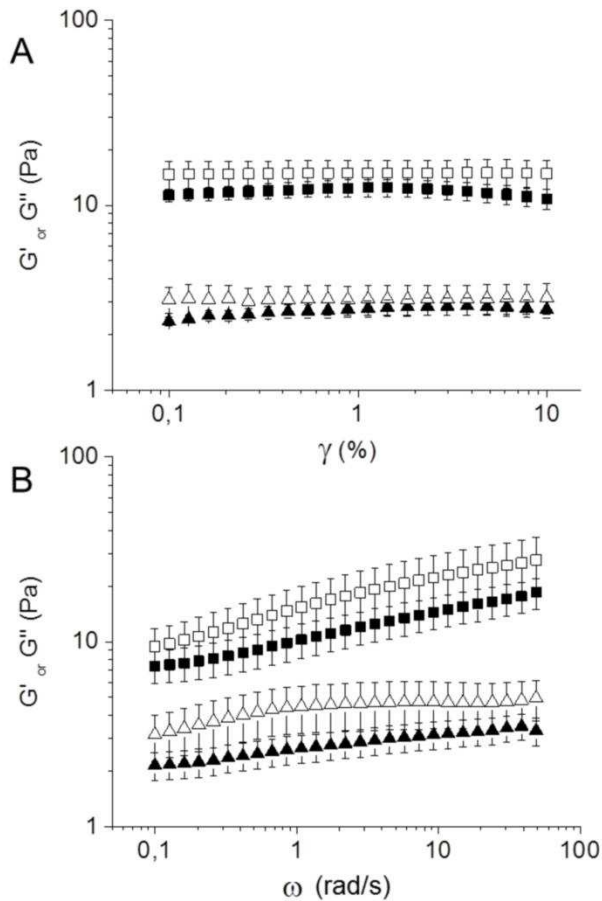 A
100
10
1
G' or G" (Pa)
0,1 1 10
γ (%)
B
100
10
1
G' or G" (Pa)
0,1 1 10 100
ω (rad/s)